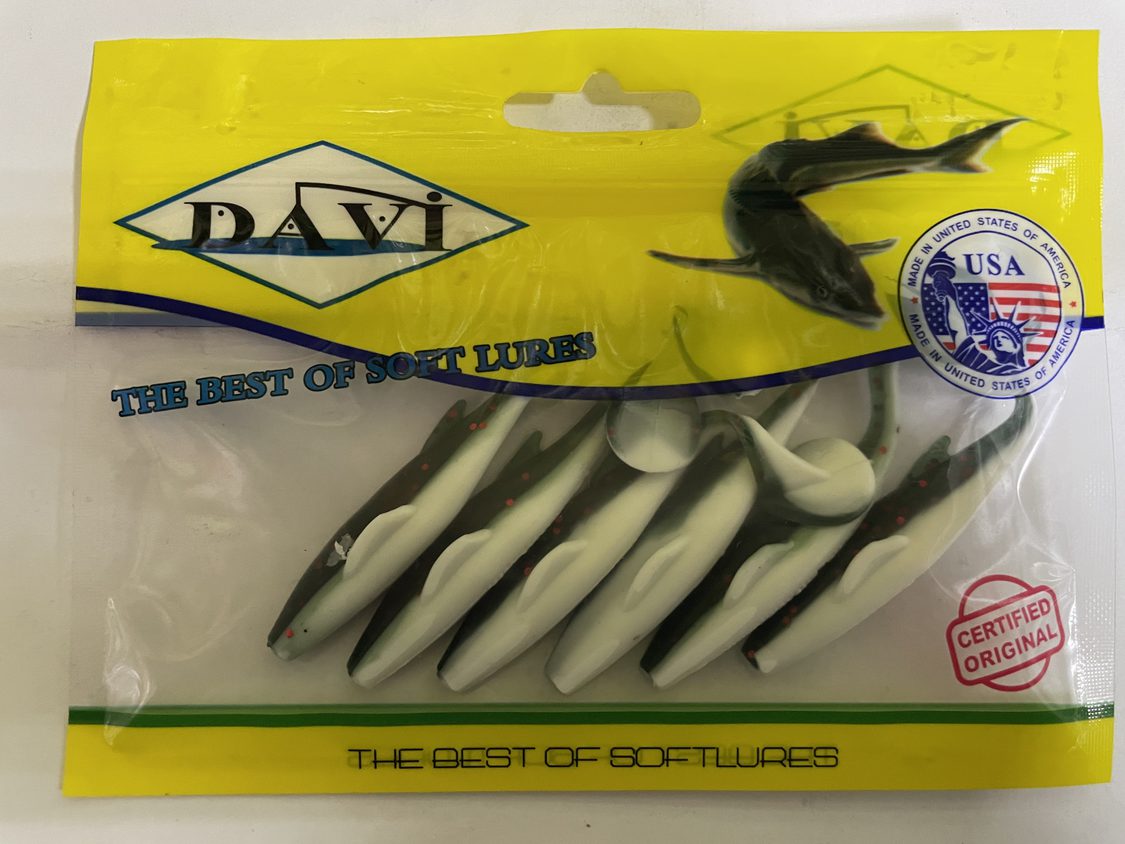 DAVI
THE BEST OF SOFT LURES
MADE IN UNITED STATES OF AMERICA
USA
MADE IN UNITED STATES OF AMERICA
CERTIFIED
ORIGINAL
THE BEST OF SOFTLURES